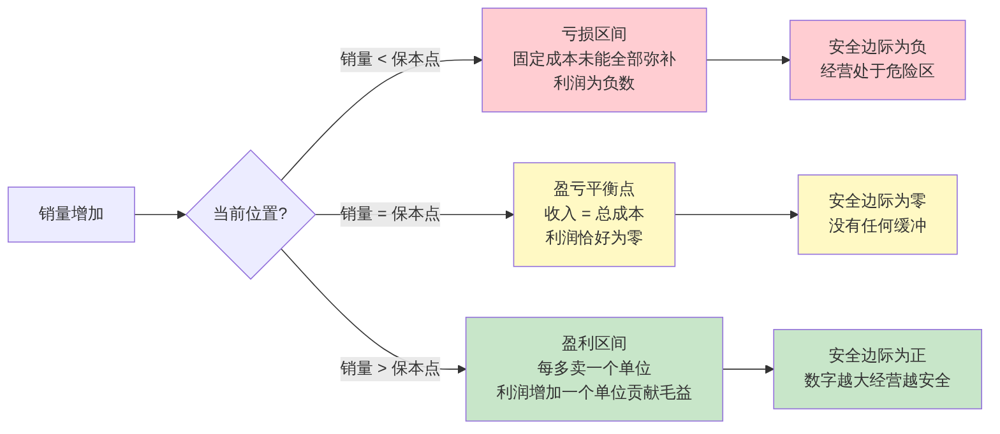 销量增加
当前位置?
销量 < 保本点
亏损区间
固定成本未能全部弥补
利润为负数
安全边际为负
经营处于危险区
销量 = 保本点
盈亏平衡点
收入 = 总成本
利润恰好为零
安全边际为零
没有任何缓冲
销量 > 保本点
盈利区间
每多卖一个单位
利润增加一个单位贡献毛益
安全边际为正
数字越大经营越安全